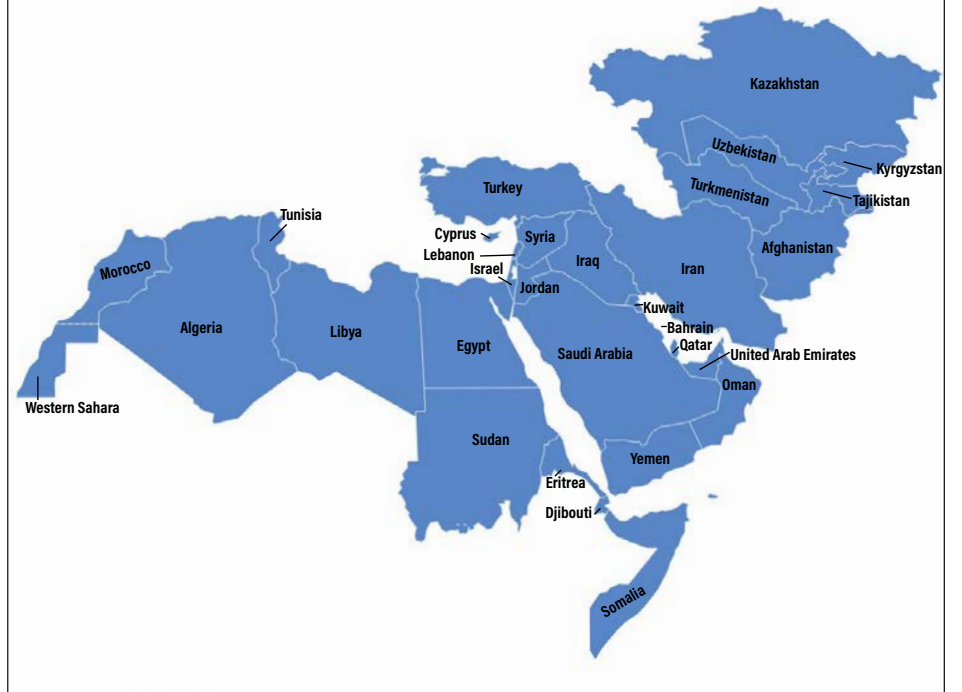 Kazakhstan
Uzbekistan
Kyrgyzstan
Turkmenistan
Tajikistan
Turkey
Tunisia
Cyprus
Syria
Afghanistan
Lebanon
Iraq
Iran
Morocco
Israel
Jordan
Kuwait
Algeria
Libya
Egypt
Bahrain
Saudi Arabia
Qatar
United Arab Emirates
Oman
Western Sahara
Sudan
Yemen
Eritrea
Djibouti
Somalia